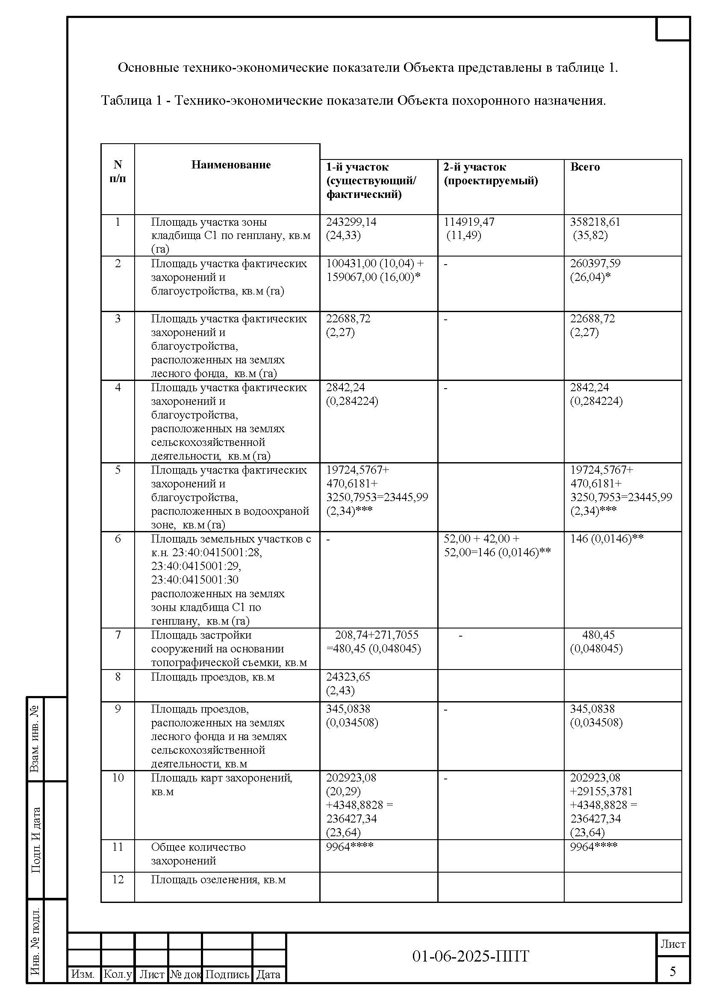 Основные технико-экономические показатели Объекта представлены в таблице 1.
Таблица 1 - Технико-экономические показатели Объекта похоронного назначения.
N
п/п
Наименование
1-й участок
(существующий/
фактический)
2-й участок
(проектируемый)
Всего
1
Площадь участка зоны
кладбища С1 по генплану, кв.м
(га)
243299,14
(24,33)
114919,47
(11,49)
358218,61
(35,82)
2
Площадь участка фактических
захоронений и
благоустройства, кв.м (га)
100431,00 (10,04) +
159067,00 (16,00)*
-
260397,59
(26,04)*
3
Площадь участка фактических
захоронений и
благоустройства,
расположенных на землях
лесного фонда, кв.м (га)
22688,72
(2,27)
-
22688,72
(2,27)
4
Площадь участка фактических
захоронений и
благоустройства,
расположенных на землях
сельскохозяйственной
деятельности, кв.м (га)
2842,24
(0,284224)
-
2842,24
(0,284224)
5
Площадь участка фактических
захоронений и
благоустройства,
расположенных в водоохраной
зоне, кв.м (га)
19724,5767+
470,6181+
3250,7953=23445,99
(2,34)***
19724,5767+
470,6181+
3250,7953=23445,99
(2,34)***
6
Площадь земельных участков с
к.н. 23:40:0415001:28,
23:40:0415001:29,
23:40:0415001:30
расположенных на землях
зоны кладбища С1 по
генплану, кв.м (га)
-
52,00 + 42,00 +
52,00=146 (0,0146)**
146 (0,0146)**
7
Площадь застройки
сооружений на основании
топографической съемки, кв.м
208,74+271,7055
=480,45 (0,048045)
-
480,45
(0,048045)
8
Площадь проездов, кв.м
24323,65
(2,43)
9
Площадь проездов,
расположенных на землях
лесного фонда и на землях
сельскохозяйственной
деятельности, кв.м
345,0838
(0,034508)
-
345,0838
(0,034508)
10
Площадь карт захоронений,
кв.м
202923,08
(20,29)
+4348,8828 =
236427,34
(23,64)
-
202923,08
+29155,3781
+4348,8828 =
236427,34
(23,64)
11
Общее количество
захоронений
9964****
9964****
12
Площадь озеленения, кв.м
Взам. инв. №
Подп. И дата
Инв. № подл.
Изм.
Кол.у
Лист
№ док
Подпись
Дата
01-06-2025-ППТ
Лист
5